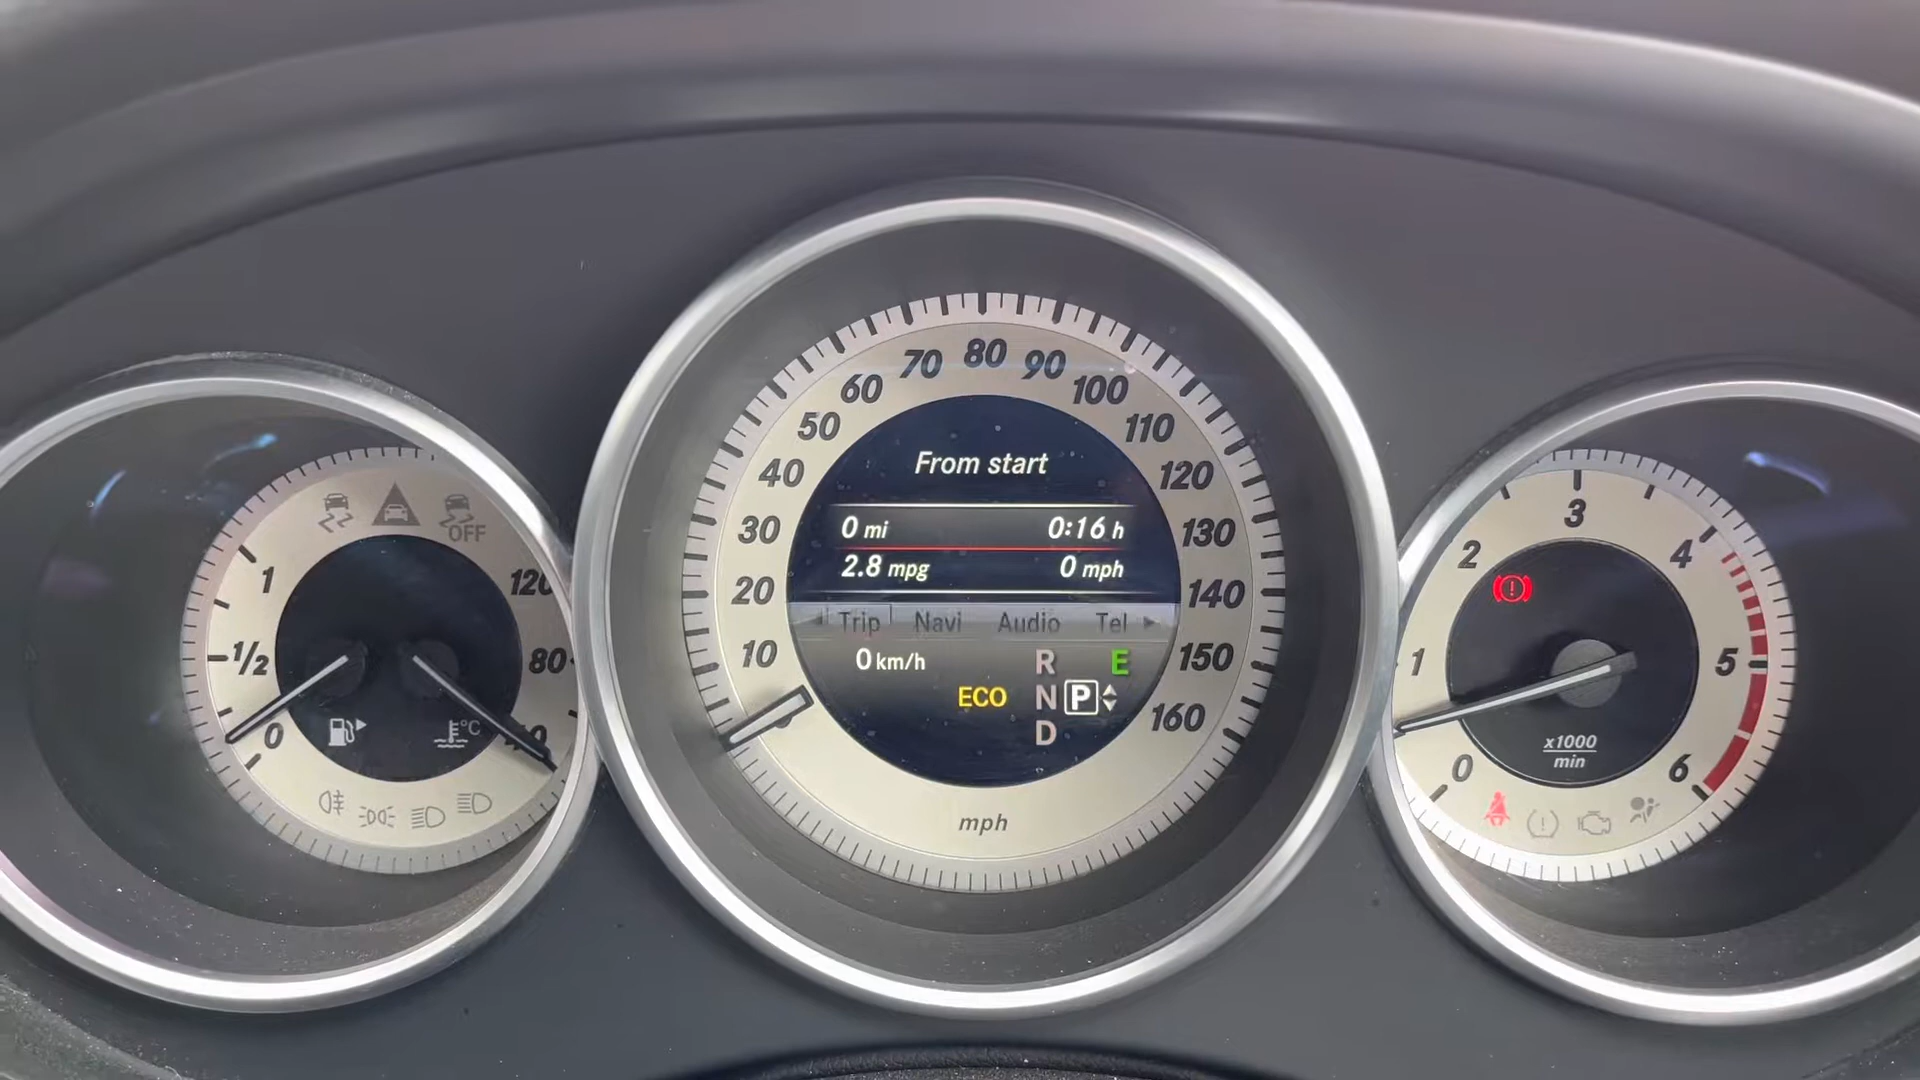 OFF
1
1/2
0
120
80
°C
10
20
30
40
50
60
70
80
90
100
110
120
130
140
150
160
mph
From start
0 mi 0:16 h
2.8 mpg 0 mph
Trip Navi Audio Tel
0 km/h R E
ECO N P
D
0
1
2
3
4
5
6
x1000
min